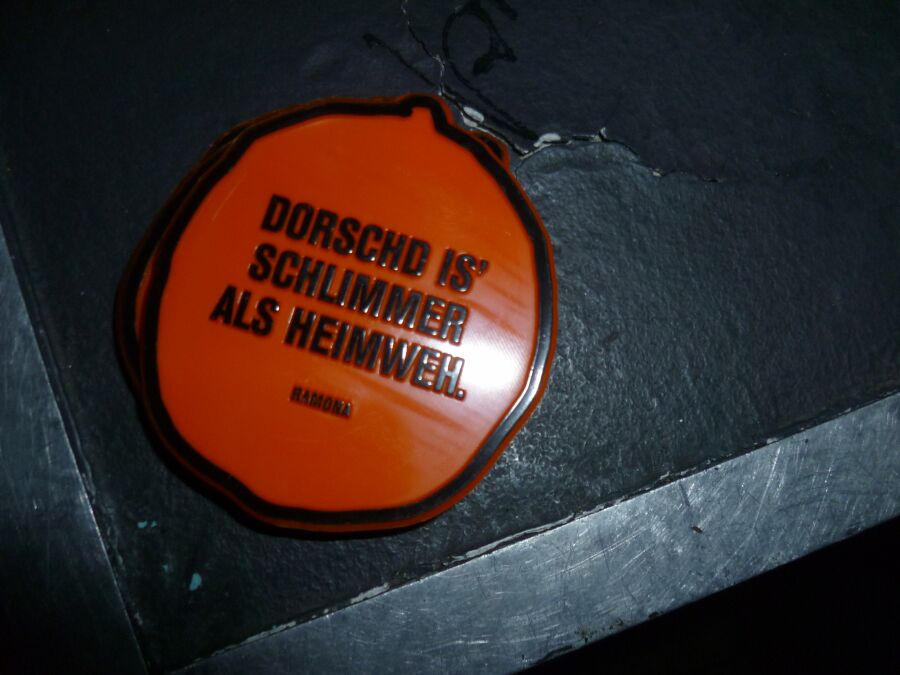 DORSCHD IS'
SCHLIMMER
ALS HEIMWEH.
RAMONA